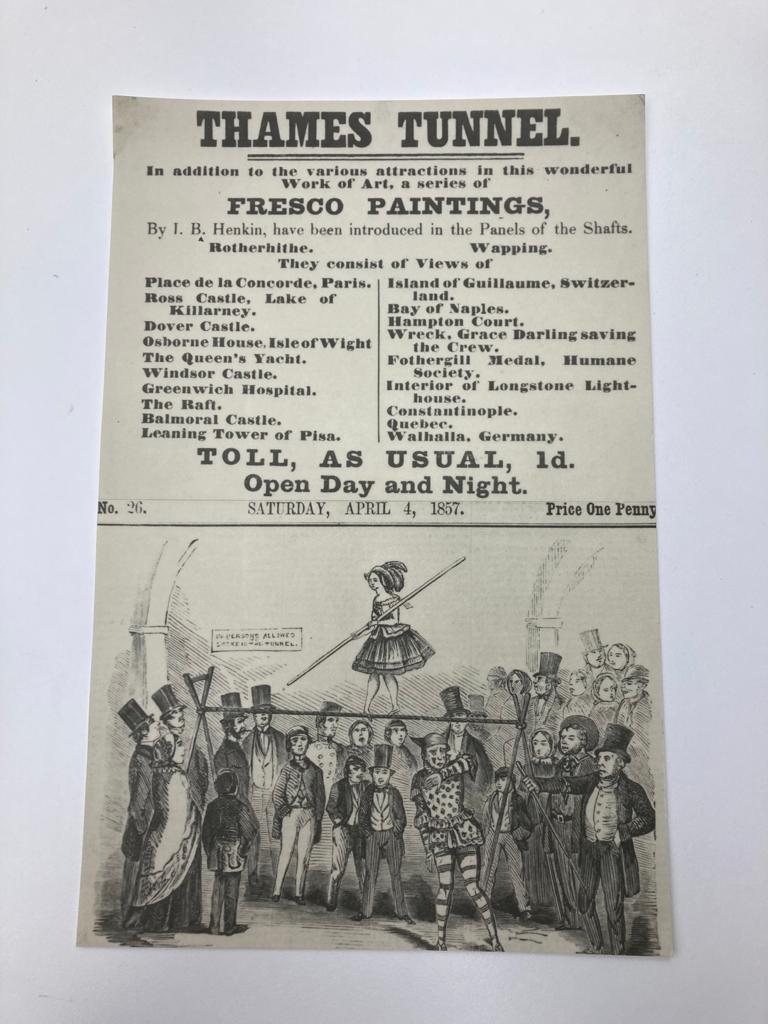 THAMES TUNNEL.
In addition to the various attractions in this wonderful
Work of Art, a series of
FRESCO PAINTINGS,
By I. B. Henkin, have been introduced in the Panels of the Shafts.
Rotherhithe. Wapping.
They consist of Views of
Place de la Concorde, Paris.
Ross Castle, Lake of
Killarney.
Dover Castle.
Osborne House, Isle of Wight
The Queen's Yacht.
Windsor Castle.
Greenwich Hospital.
The Raft.
Balmoral Castle.
Leaning Tower of Pisa.
Island of Guillaume, Switzer-
land.
Bay of Naples.
Hampton Court.
Wreck, Grace Darling saving
the Crew.
Fothergill Medal, Humane
Society.
Interior of Longstone Light-
house.
Constantinople.
Quebec.
Walhalla, Germany.
TOLL, AS USUAL, 1d.
Open Day and Night.
No. 26. SATURDAY, APRIL 4, 1857. Price One Penny
PERSONS ALLOWED
TUNNEL.